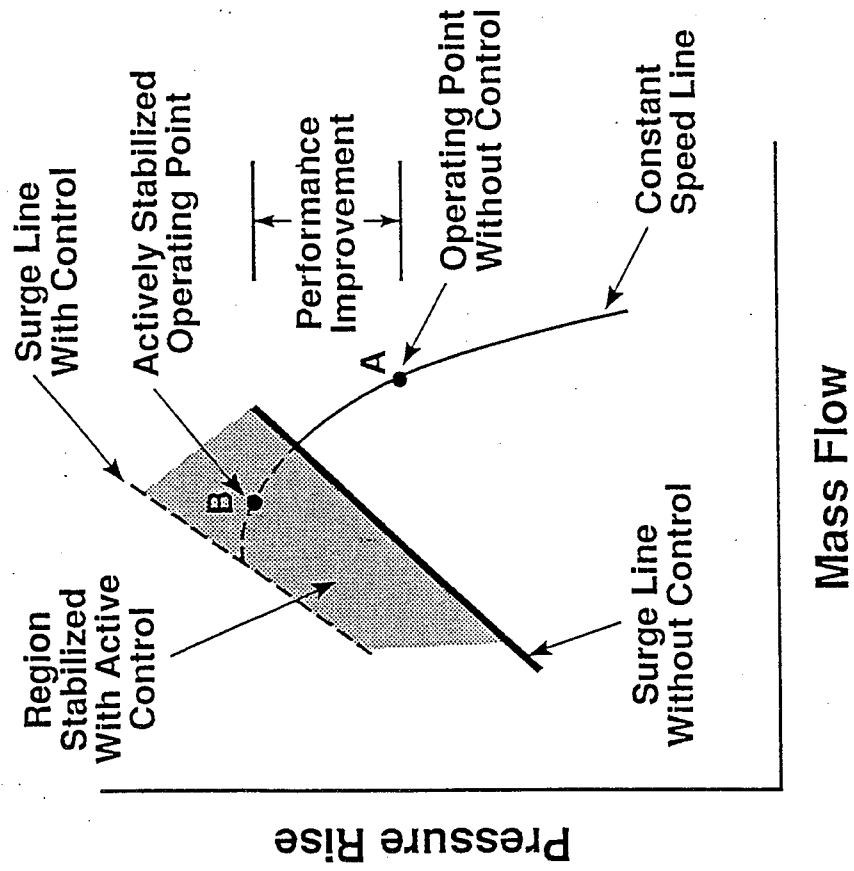 Surge Line
With Control
Actively Stabilized
Operating Point
Region
Stabilized
With Active
Control
B
Performance
Improvement
A
Operating Point
Without Control
Constant
Speed Line
Surge Line
Without Control
Pressure Rise
Mass Flow